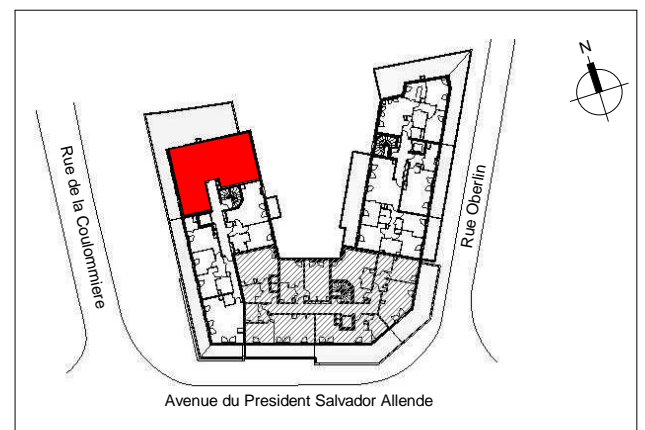 N
Rue de la Coulommiere
Rue Oberlin
Avenue du President Salvador Allende